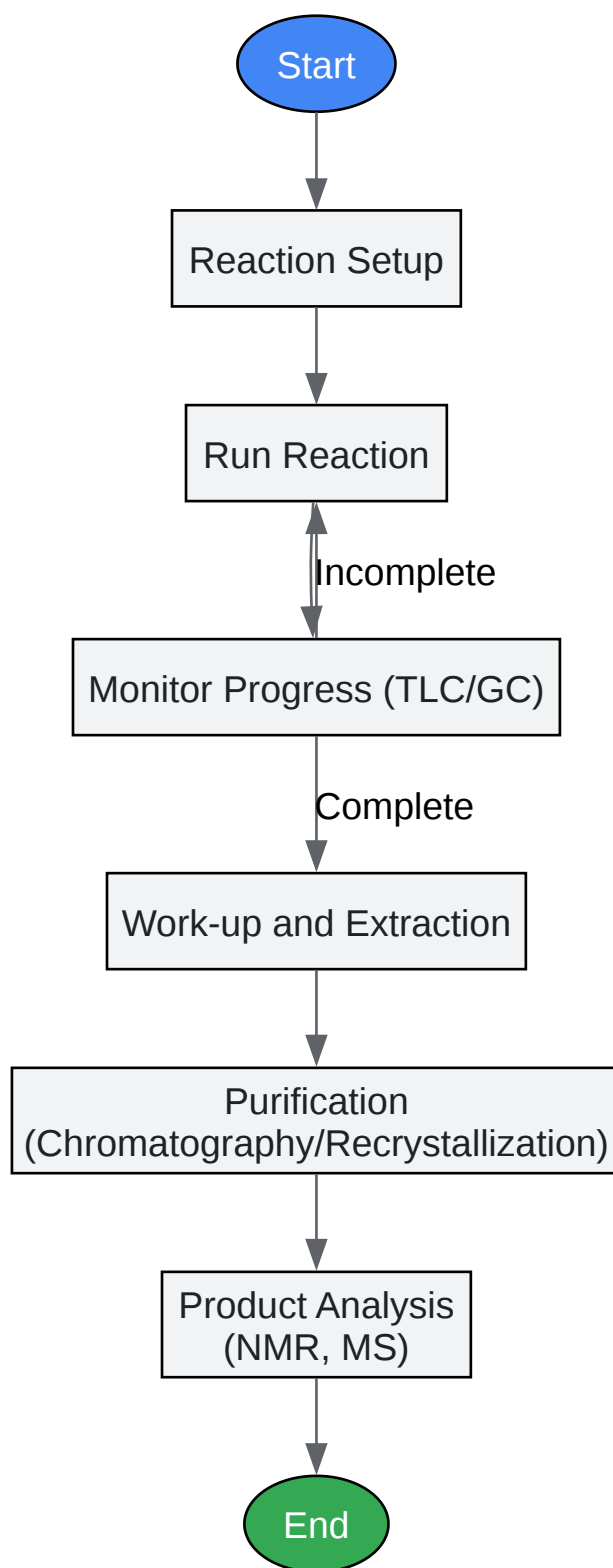 Start
Reaction Setup
Run Reaction
Incomplete
Monitor Progress (TLC/GC)
Complete
Work-up and Extraction
Purification
(Chromatography/Recrystallization)
Product Analysis
(NMR, MS)
End